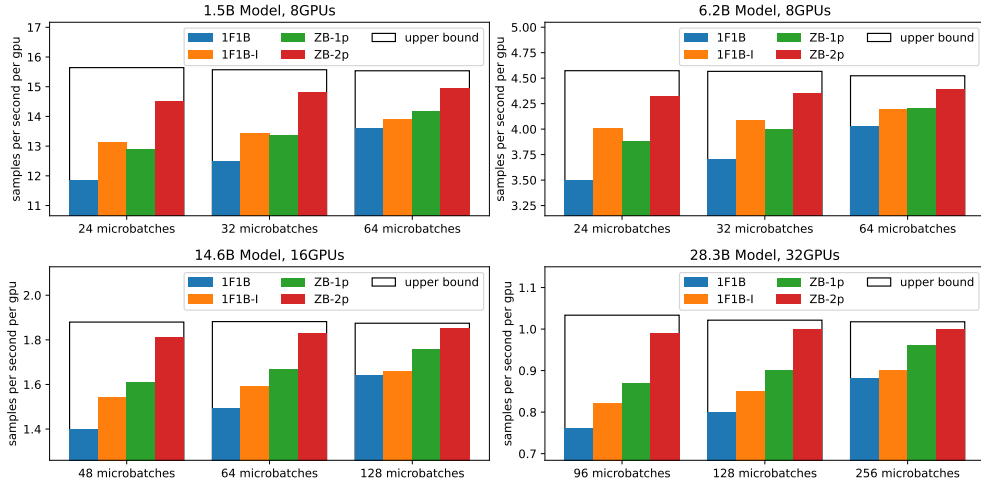 1.5B Model, 8GPUs
samples per second per gpu
17
16
15
14
13
12
11
1F1B
1F1B-I
ZB-1p
ZB-2p
upper bound
24 microbatches
32 microbatches
64 microbatches
6.2B Model, 8GPUs
samples per second per gpu
5.00
4.75
4.50
4.25
4.00
3.75
3.50
3.25
1F1B
1F1B-I
ZB-1p
ZB-2p
upper bound
24 microbatches
32 microbatches
64 microbatches
14.6B Model, 16GPUs
samples per second per gpu
2.0
1.8
1.6
1.4
1F1B
1F1B-I
ZB-1p
ZB-2p
upper bound
48 microbatches
64 microbatches
128 microbatches
28.3B Model, 32GPUs
samples per second per gpu
1.1
1.0
0.9
0.8
0.7
1F1B
1F1B-I
ZB-1p
ZB-2p
upper bound
96 microbatches
128 microbatches
256 microbatches